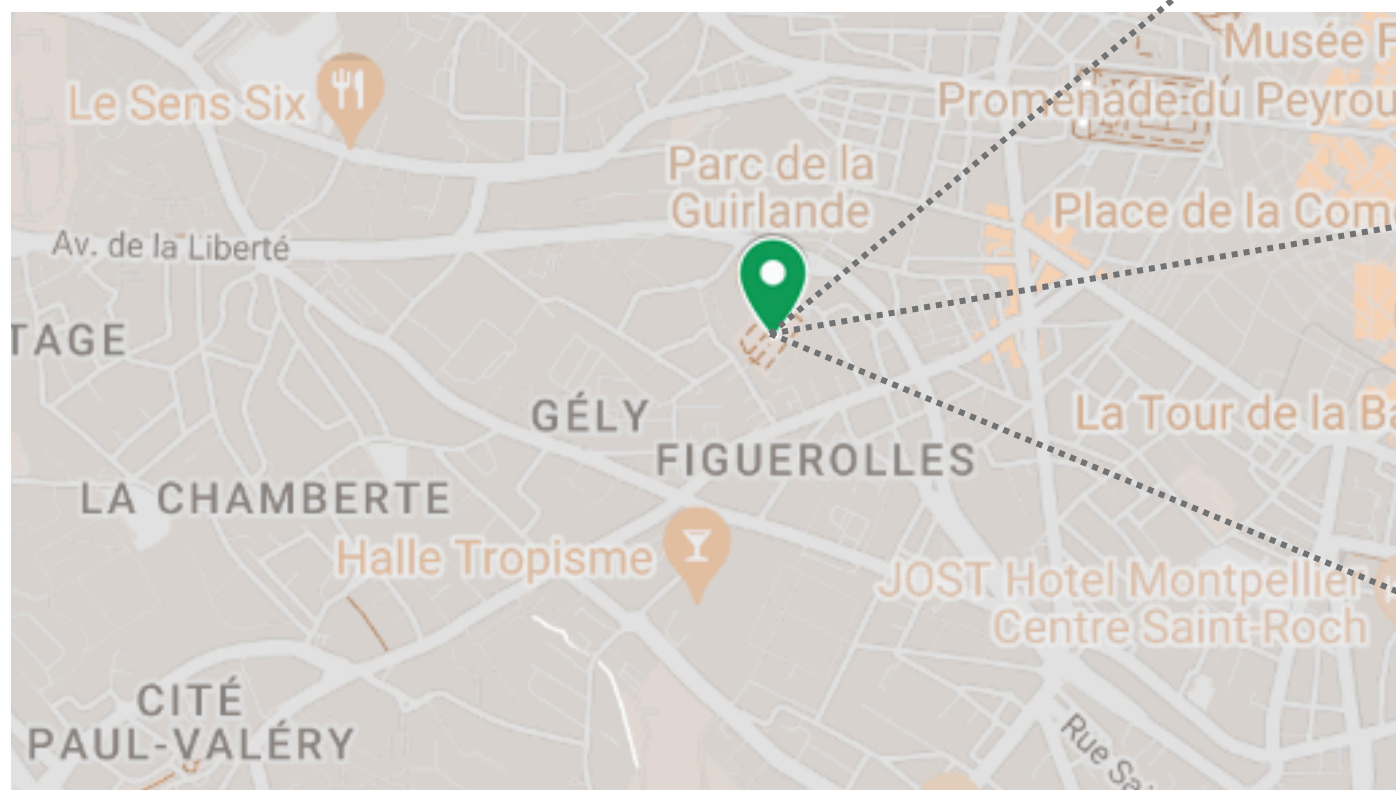 Musée F
Le Sens Six
Promenade du Peyrou
Parc de la
Guirlande
Place de la Com
Av. de la Liberté
TAGE
GÉLY
La Tour de la B
FIGUEROLLES
LA CHAMBERTE
Halle Tropisme
JOST Hotel Montpellier
Centre Saint-Roch
CITÉ
PAUL-VALÉRY
Rue Sai